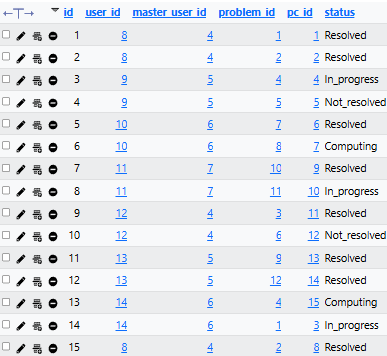 id user_id master_user_id problem_id pc_id status
1 8 4 1 1 Resolved
2 8 4 2 2 Resolved
3 9 5 4 4 In_progress
4 9 5 5 5 Not_resolved
5 10 6 7 6 Resolved
6 10 6 8 7 Computing
7 11 7 10 9 Resolved
8 11 7 11 10 In_progress
9 12 4 3 11 Resolved
10 12 4 6 12 Not_resolved
11 13 5 9 13 Resolved
12 13 5 12 14 Resolved
13 14 6 4 15 Computing
14 14 6 1 3 In_progress
15 8 4 2 8 Resolved